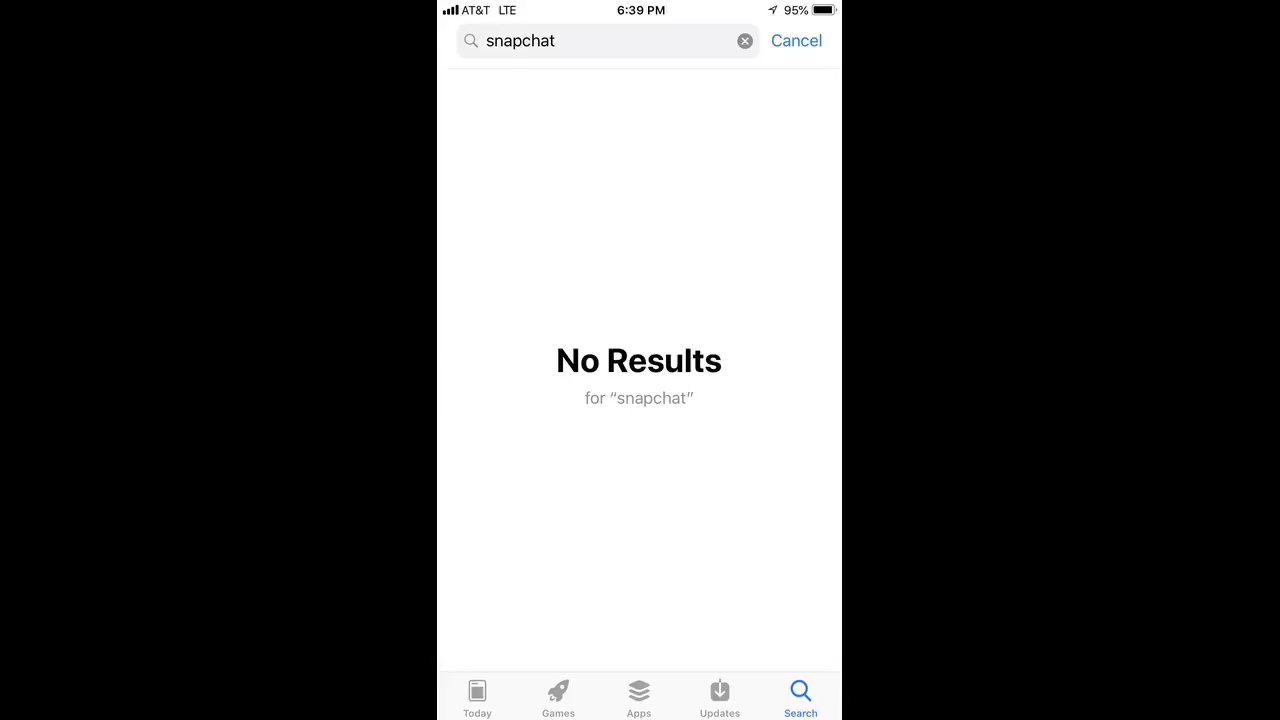 AT&T LTE 6:39 PM 95%
snapchat Cancel
No Results
for “snapchat”
Today Games Apps Updates Search